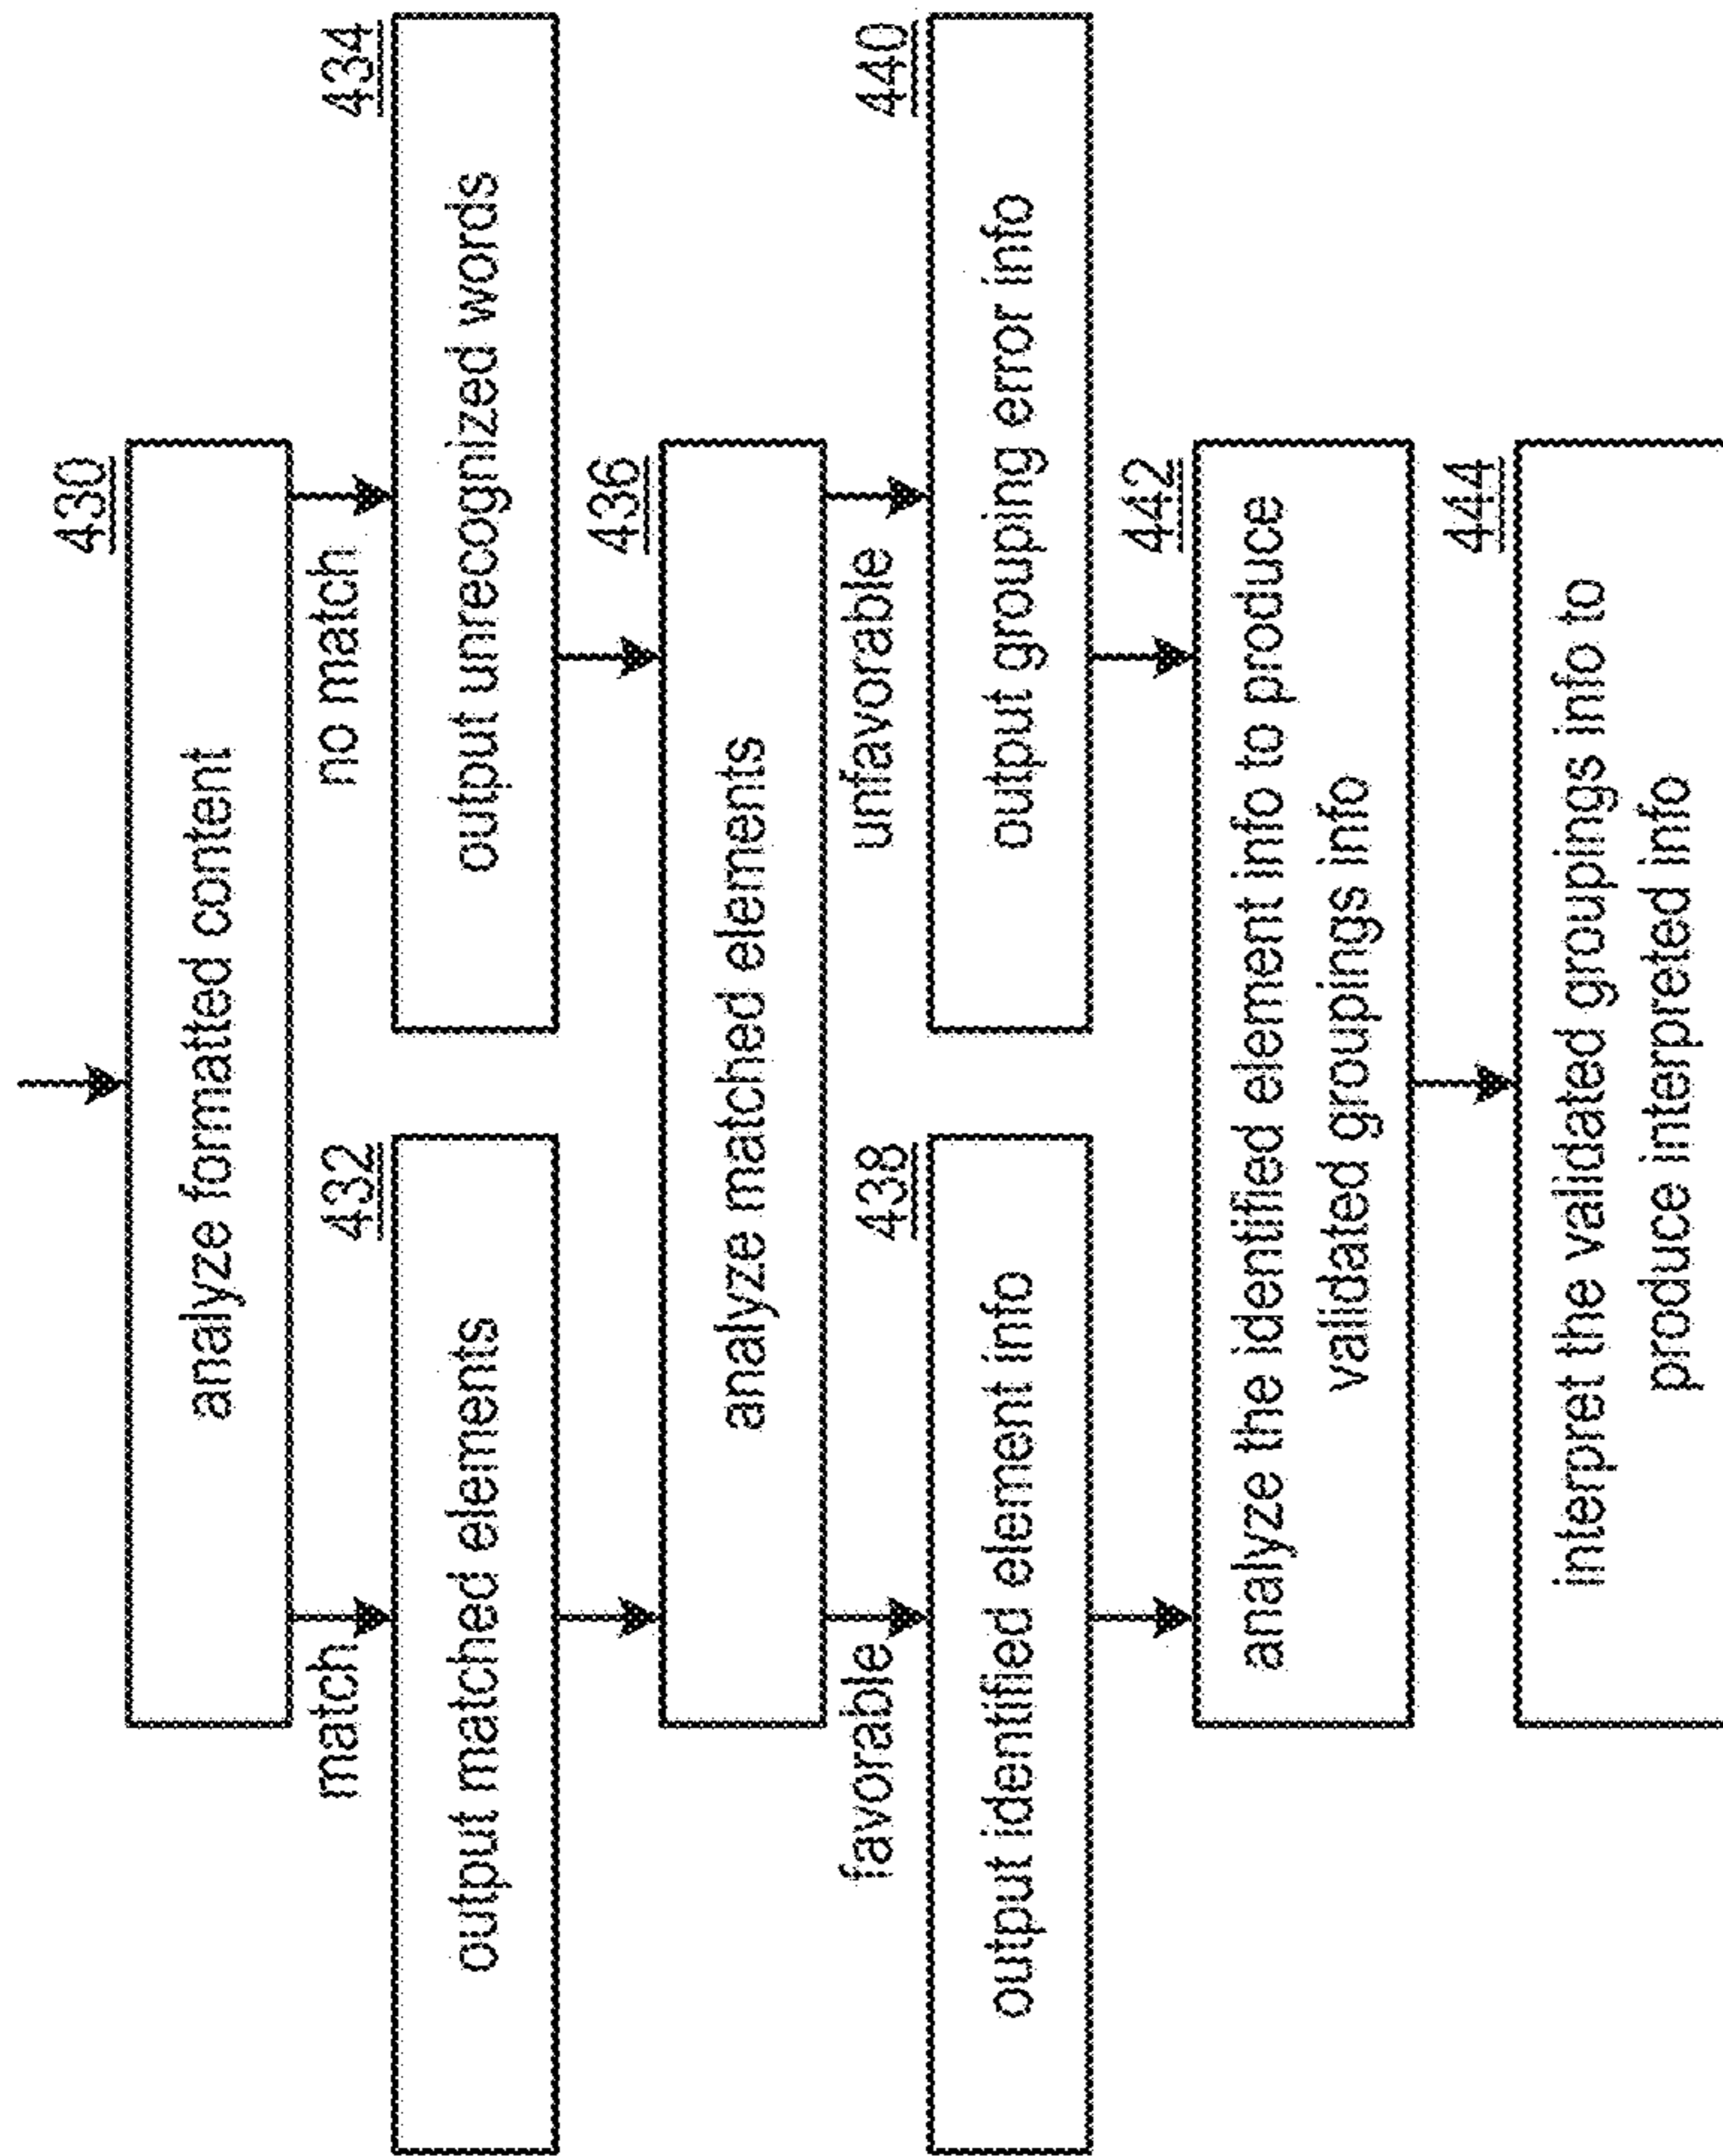 430
analyze formatted content
match
no match
432
output matched elements
434
output unrecognized words
436
analyze matched elements
favorable
unfavorable
438
output identified element info
440
output grouping error info
442
analyze the identified element info to produce
validated groupings info
444
interpret the validated groupings info to
produce interpreted info